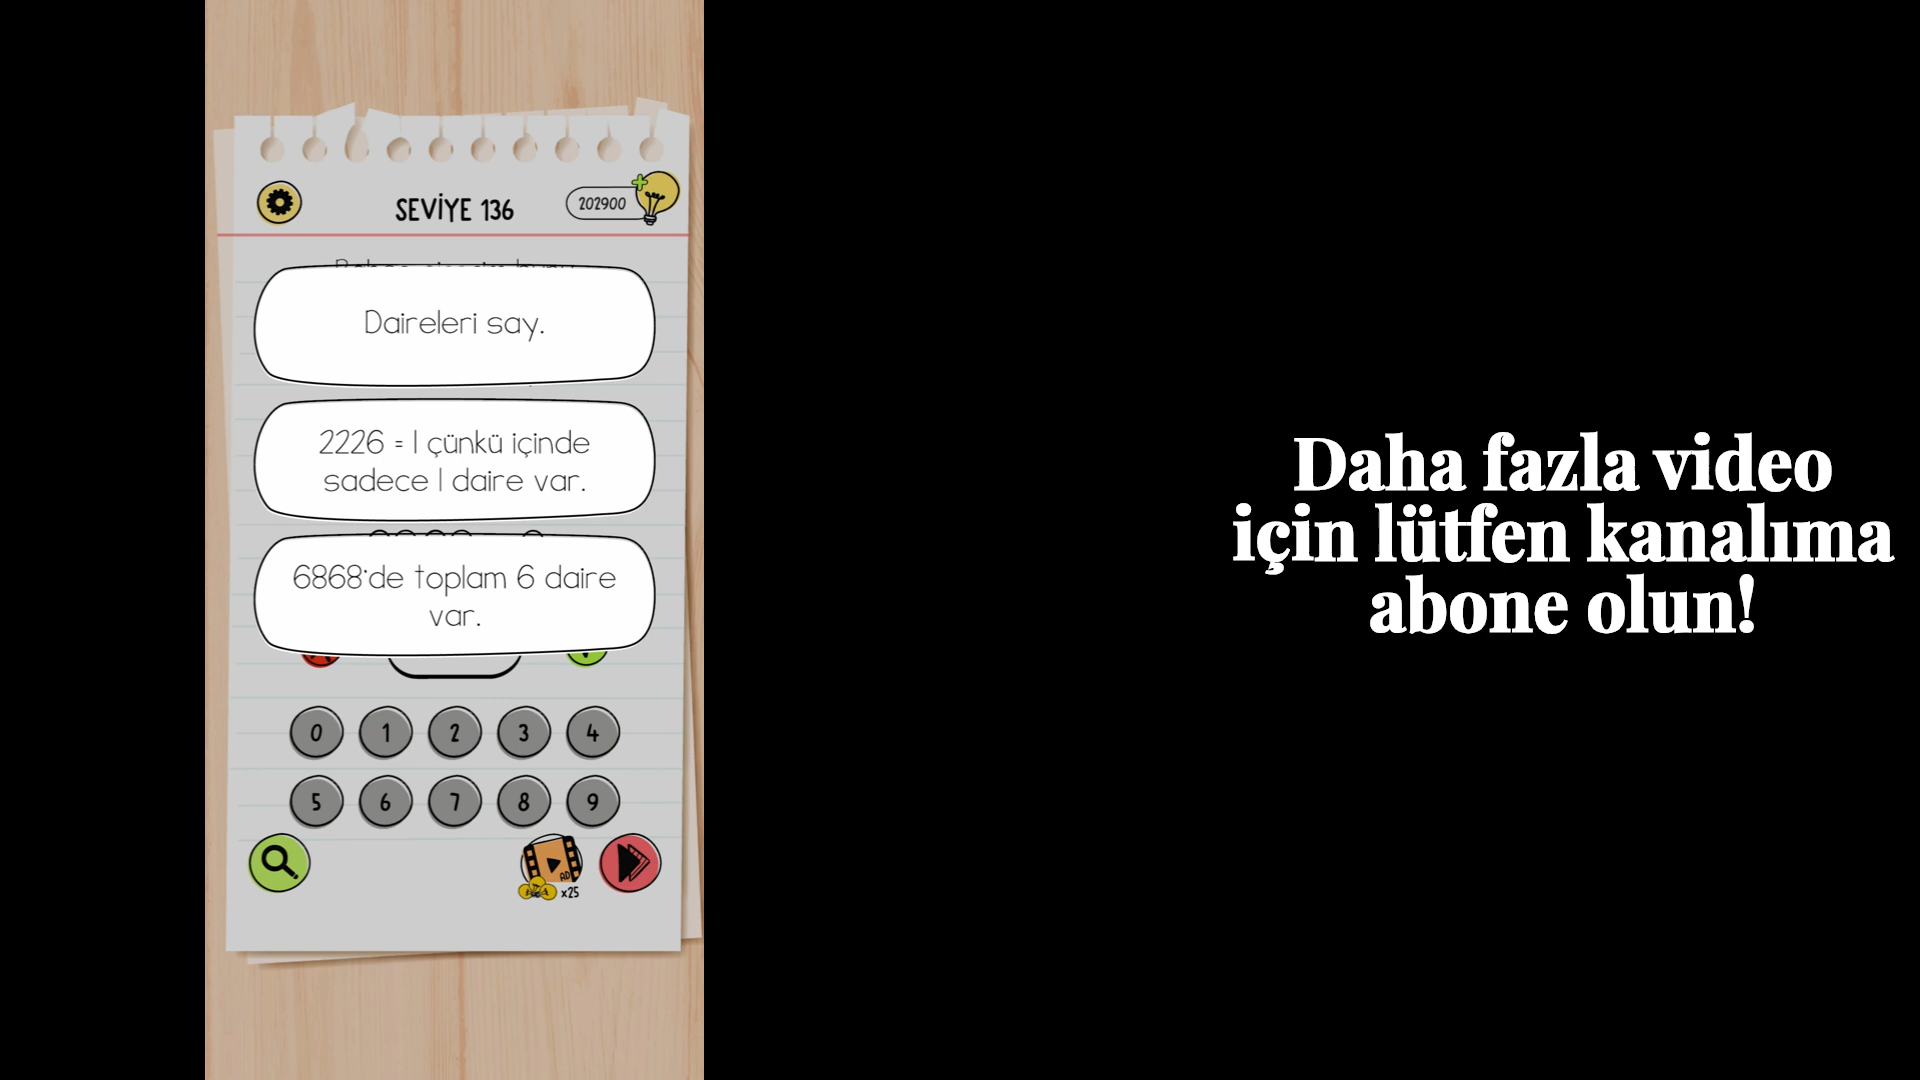 SEVİYE 136
202900
Daireleri say.
2226 = 1 çünkü içinde
sadece 1 daire var.
6868'de toplam 6 daire
var.
0 1 2 3 4
5 6 7 8 9
AD
x25
Daha fazla video
için lütfen kanalıma
abone olun!